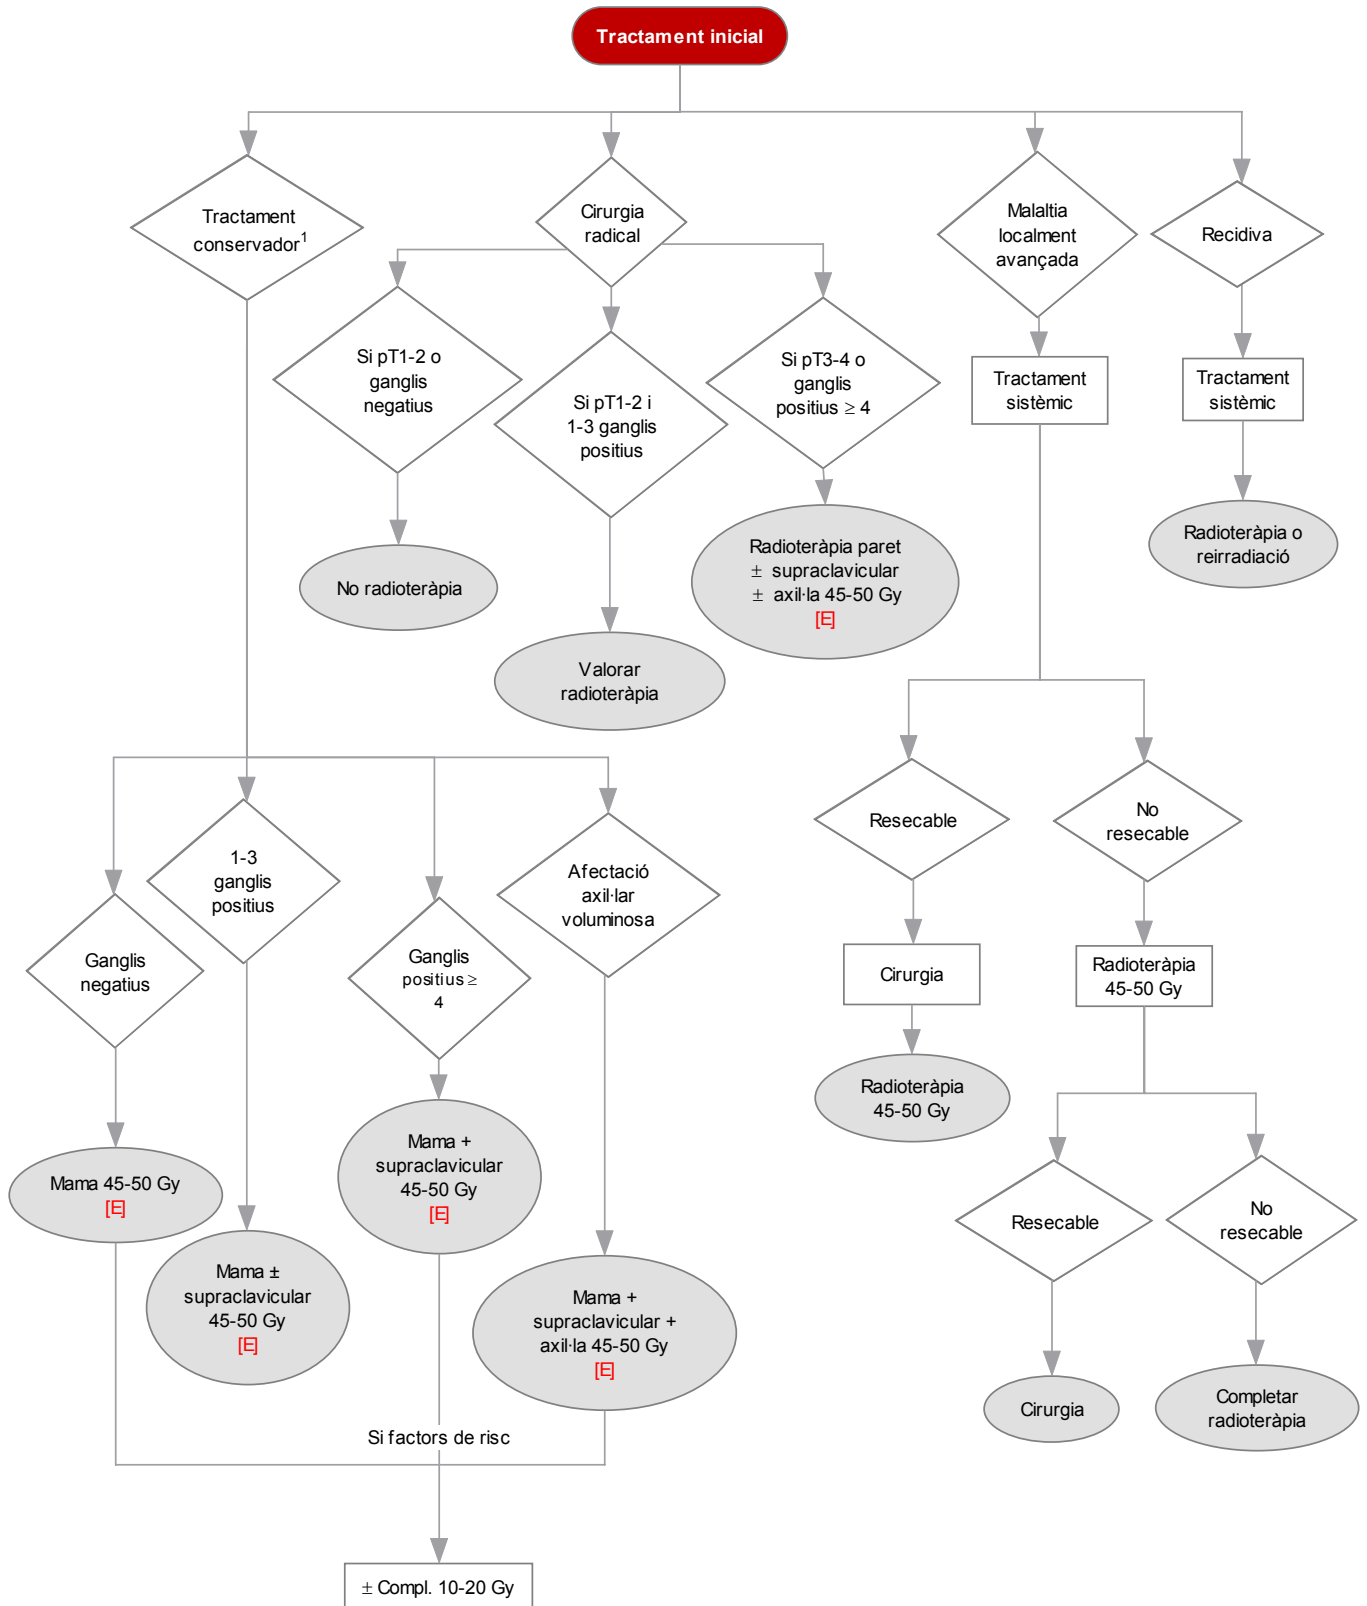 Tractament inicial
Tractament
conservador1
Cirurgia
radical
Malaltia
localment
avançada
Recidiva
Si pT1-2 o
ganglis
negatius
Si pT1-2 i
1-3 ganglis
positius
Si pT3-4 o
ganglis
positius ≥ 4
Tractament
sistèmic
Tractament
sistèmic
No radioteràpia
Valorar
radioteràpia
Radioteràpia paret
± supraclavicular
± axil·la 45-50 Gy
[E]
Radioteràpia o
reirradiació
Ganglis
negatius
1-3
ganglis
positius
Ganglis
positius ≥
4
Afectació
axil·lar
voluminosa
Resecable
No
resecable
Cirurgia
Radioteràpia
45-50 Gy
Radioteràpia
45-50 Gy
Mama 45-50 Gy
[E]
Mama ±
supraclavicular
45-50 Gy
[E]
Mama +
supraclavicular
45-50 Gy
[E]
Mama +
supraclavicular +
axil·la 45-50 Gy
[E]
Resecable
No
resecable
Cirurgia
Completar
radioteràpia
Si factors de risc
± Compl. 10-20 Gy